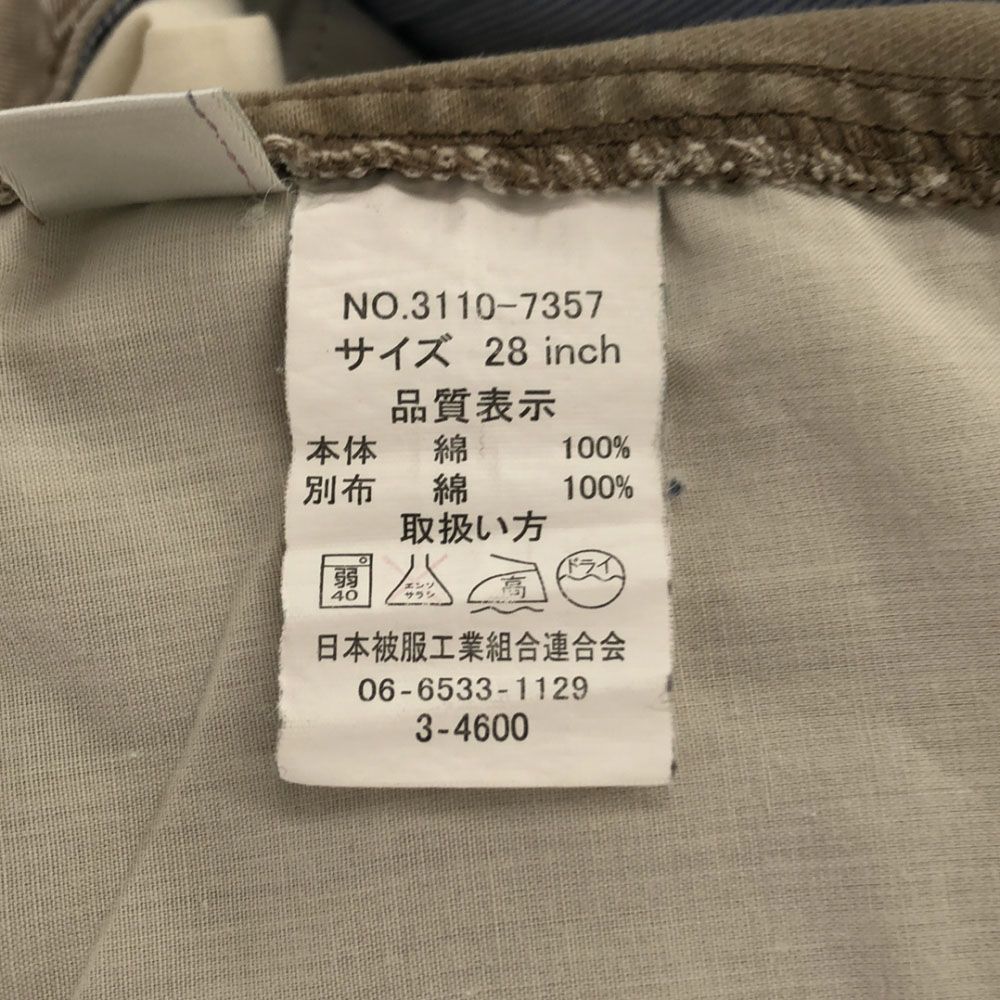 NO.3110-7357
サイズ 28 inch
品質表示
本体 綿 100%
別布 綿 100%
取扱い方
弱 40 エンソサラシ 高 ドライ
日本被服工業組合連合会
06-6533-1129
3-4600